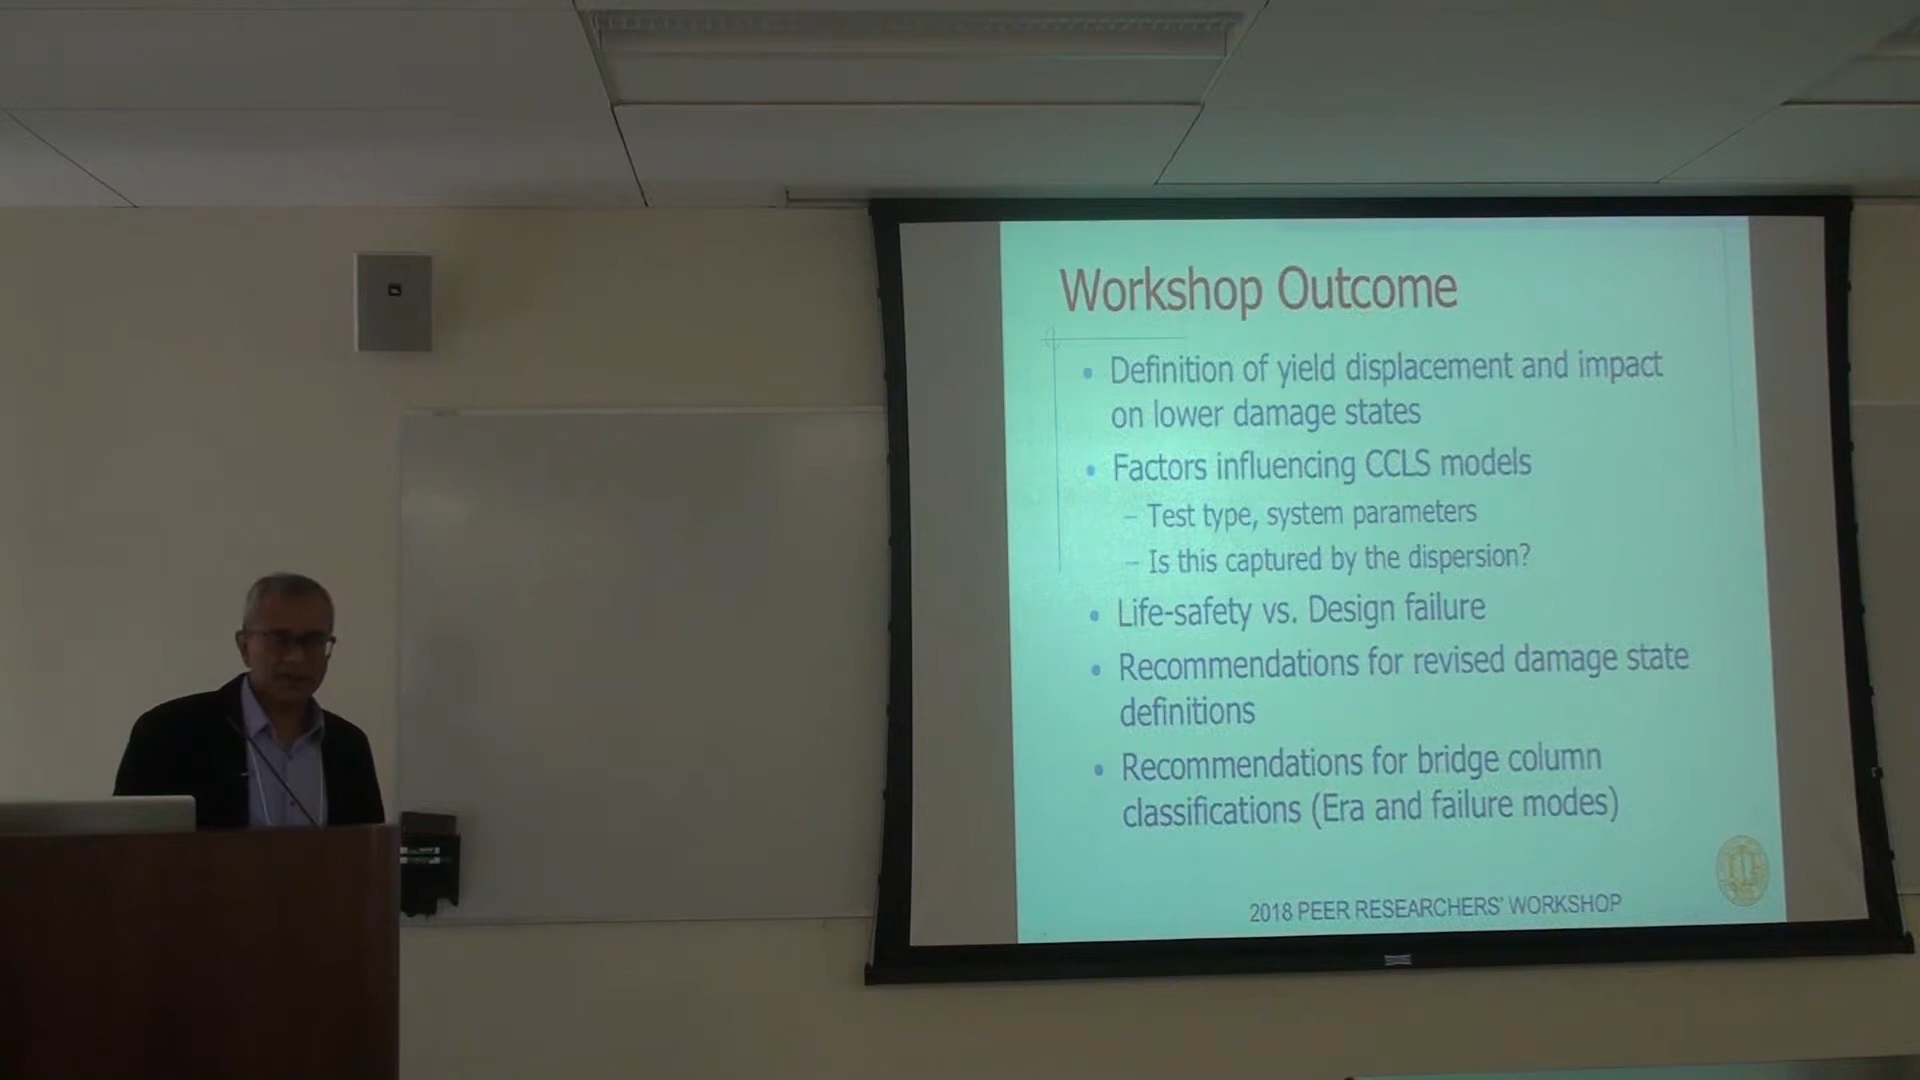 Workshop Outcome
• Definition of yield displacement and impact
on lower damage states
• Factors influencing CCLS models
– Test type, system parameters
– Is this captured by the dispersion?
• Life-safety vs. Design failure
• Recommendations for revised damage state
definitions
• Recommendations for bridge column
classifications (Era and failure modes)
2018 PEER RESEARCHERS' WORKSHOP